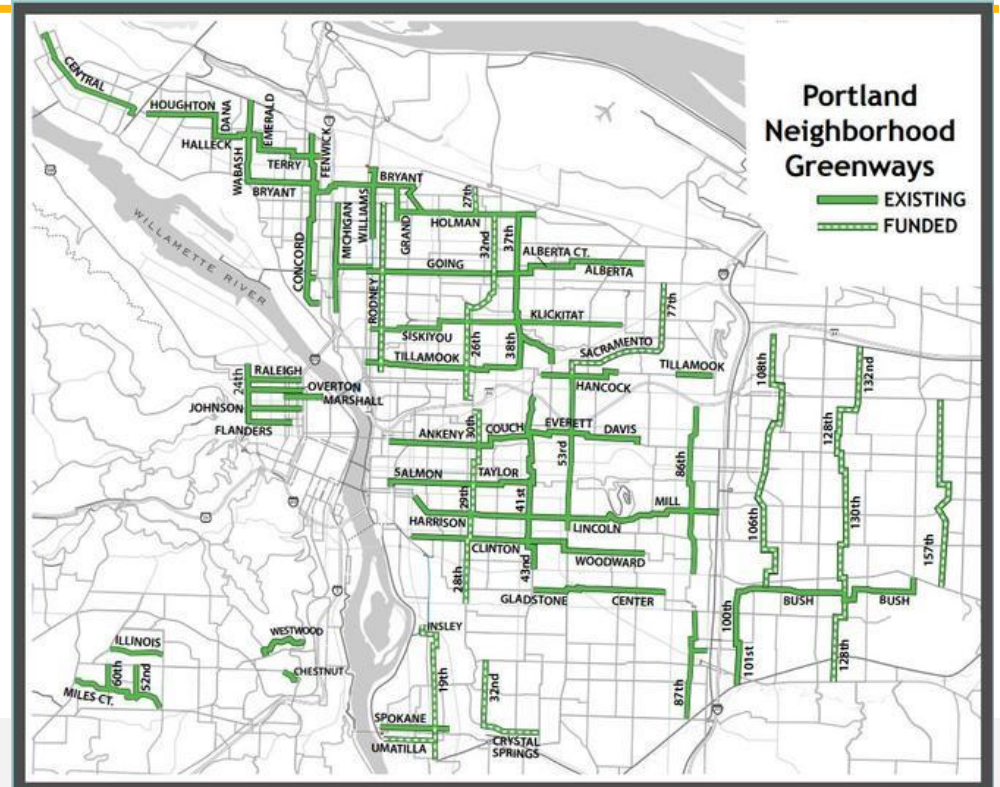 Portland
Neighborhood
Greenways
EXISTING
FUNDED
CENTRAL
HOUGHTON
DANA
EMERALD
HALLECK
TERRY
FENWICK
WABASH
BRYANT
BRYANT
WILLIAMS
MICHIGAN
CONCORD
GRAND
27th
HOLMAN
32nd
37th
ALBERTA CT.
ALBERTA
GOING
RODNEY
KLICKITAT
77th
SISKIYOU
26th
38th
SACRAMENTO
TILLAMOOK
TILLAMOOK
HANCOCK
WILLAMETTE RIVER
24th
RALEIGH
OVERTON
MARSHALL
JOHNSON
FLANDERS
108th
132nd
30th
COUCH
EVERETT
DAVIS
ANKENY
53rd
128th
86th
SALMON
TAYLOR
29th
41st
MILL
HARRISON
LINCOLN
106th
130th
CLINTON
43nd
WOODWARD
157th
28th
GLADSTONE
CENTER
BUSH
BUSH
100th
INSLEY
WESTWOOD
ILLINOIS
CHESTNUT
60th
52nd
MILES CT.
19th
32nd
87th
101st
128th
SPOKANE
UMATILLA
CRYSTAL
SPRINGS